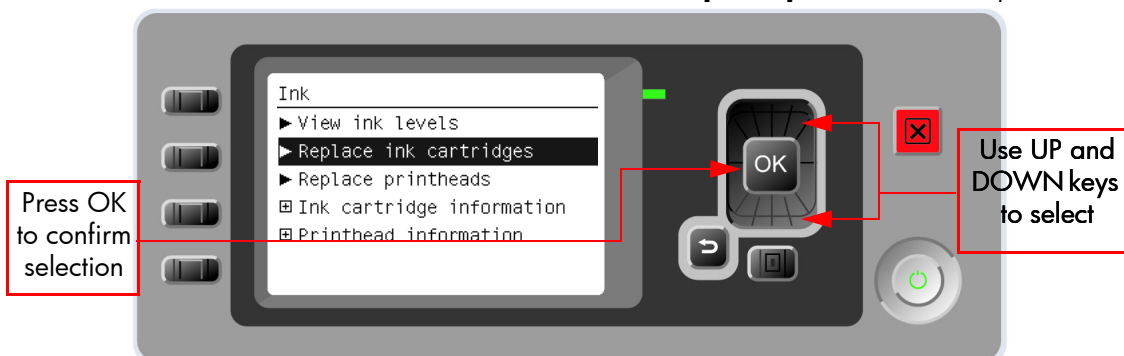 Ink
View ink levels
Replace ink cartridges
Replace printheads
Ink cartridge information
Printhead information
OK
Press OK
to confirm
selection
Use UP and
DOWN keys
to select